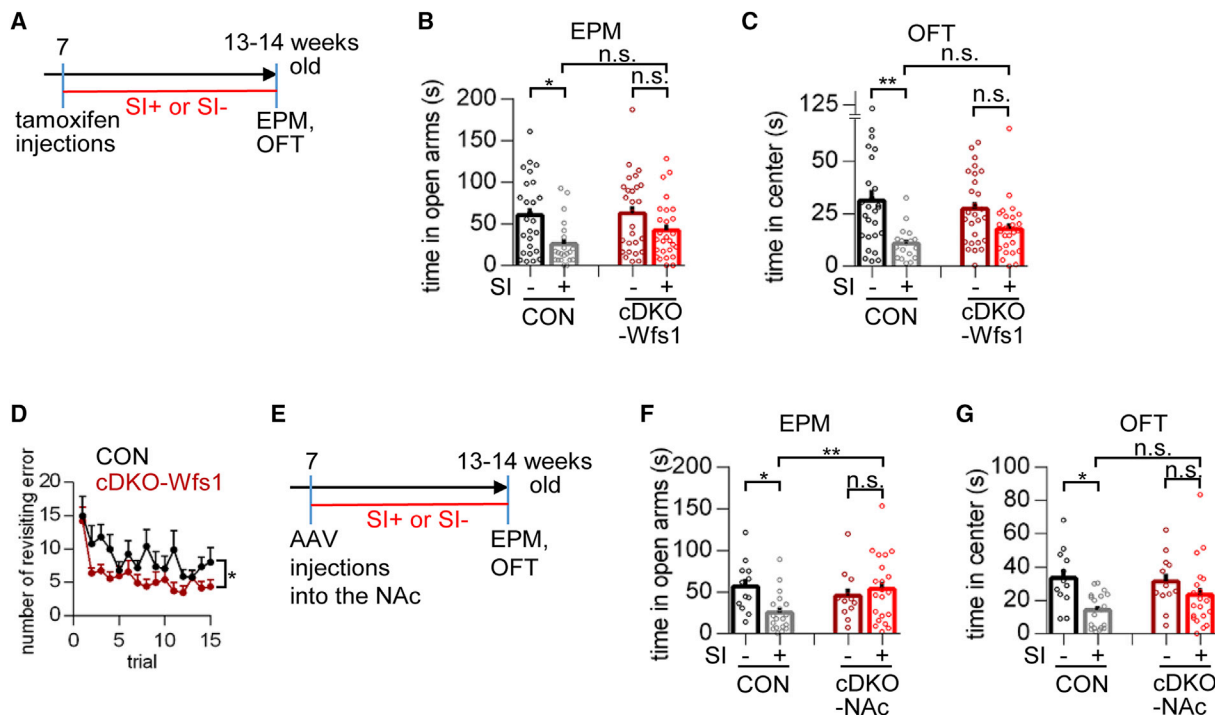 A
7
13-14 weeks
old
SI+ or SI-
tamoxifen
injections
EPM,
OFT
B
EPM
n.s.
*
n.s.
time in open arms (s)
200
150
100
50
0
SI
-
+
-
+
CON
cDKO
-Wfs1
C
OFT
n.s.
**
n.s.
time in center (s)
125
50
25
0
SI
-
+
-
+
CON
cDKO
-Wfs1
D
CON
cDKO-Wfs1
number of revisiting error
20
15
10
5
0
*
0
5
10
15
trial
E
7
13-14 weeks
old
SI+ or SI-
AAV
injections
into the NAc
EPM,
OFT
F
EPM
**
*
n.s.
time in open arms (s)
200
150
100
50
0
SI
-
+
-
+
CON
cDKO
-NAc
G
OFT
n.s.
*
n.s.
time in center (s)
100
80
60
40
20
0
SI
-
+
-
+
CON
cDKO
-NAc